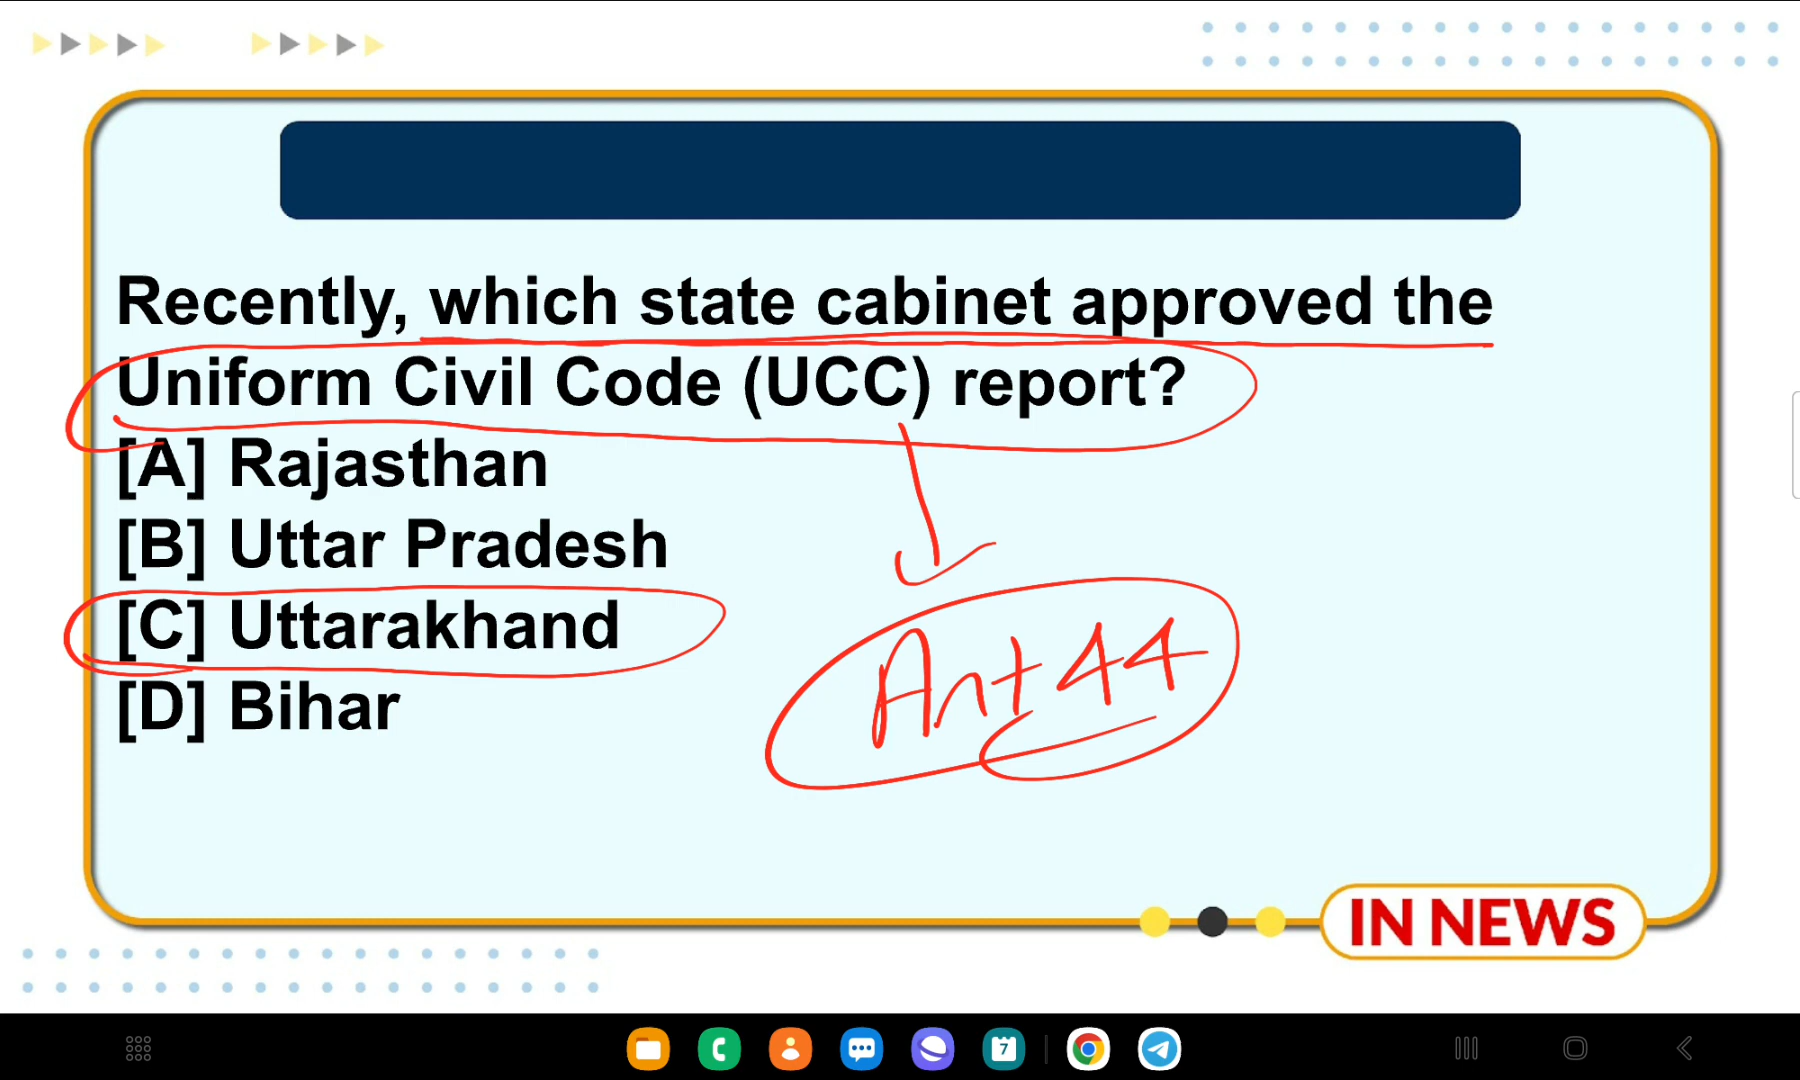 Recently, which state cabinet approved the
Uniform Civil Code (UCC) report?
[A] Rajasthan
[B] Uttar Pradesh
[C] Uttarakhand
[D] Bihar
Art 44
IN NEWS
7